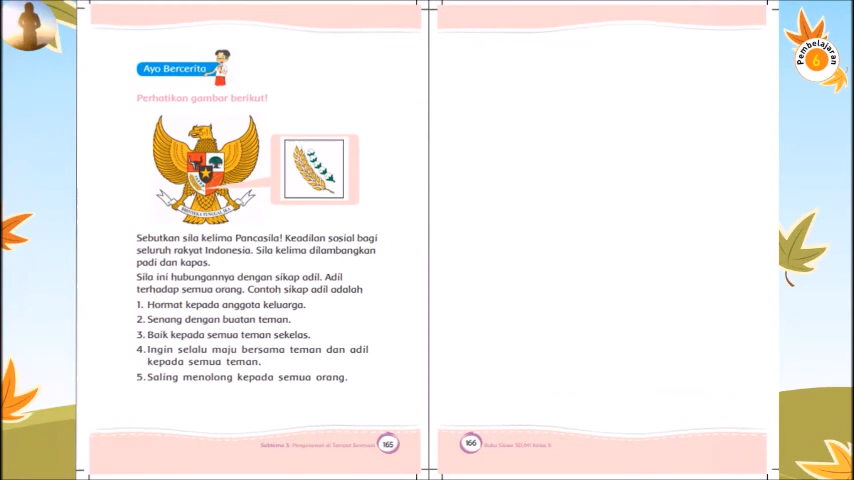 Ayo Bercerita
Perhatikan gambar berikut!
BHINNEKA TUNGGAL IKA
Sebutkan sila kelima Pancasila! Keadilan sosial bagi
seluruh rakyat Indonesia. Sila kelima dilambangkan
padi dan kapas.
Sila ini hubungannya dengan sikap adil. Adil
terhadap semua orang. Contoh sikap adil adalah
1. Hormat kepada anggota keluarga.
2. Senang dengan buatan teman.
3. Baik kepada semua teman sekelas.
4. Ingin selalu maju bersama teman dan adil
kepada semua teman.
5. Saling menolong kepada semua orang.
Subtema 3 di Tempat
165
166
Buku Siswa SD/MI Kelas
Pembelajaran
6